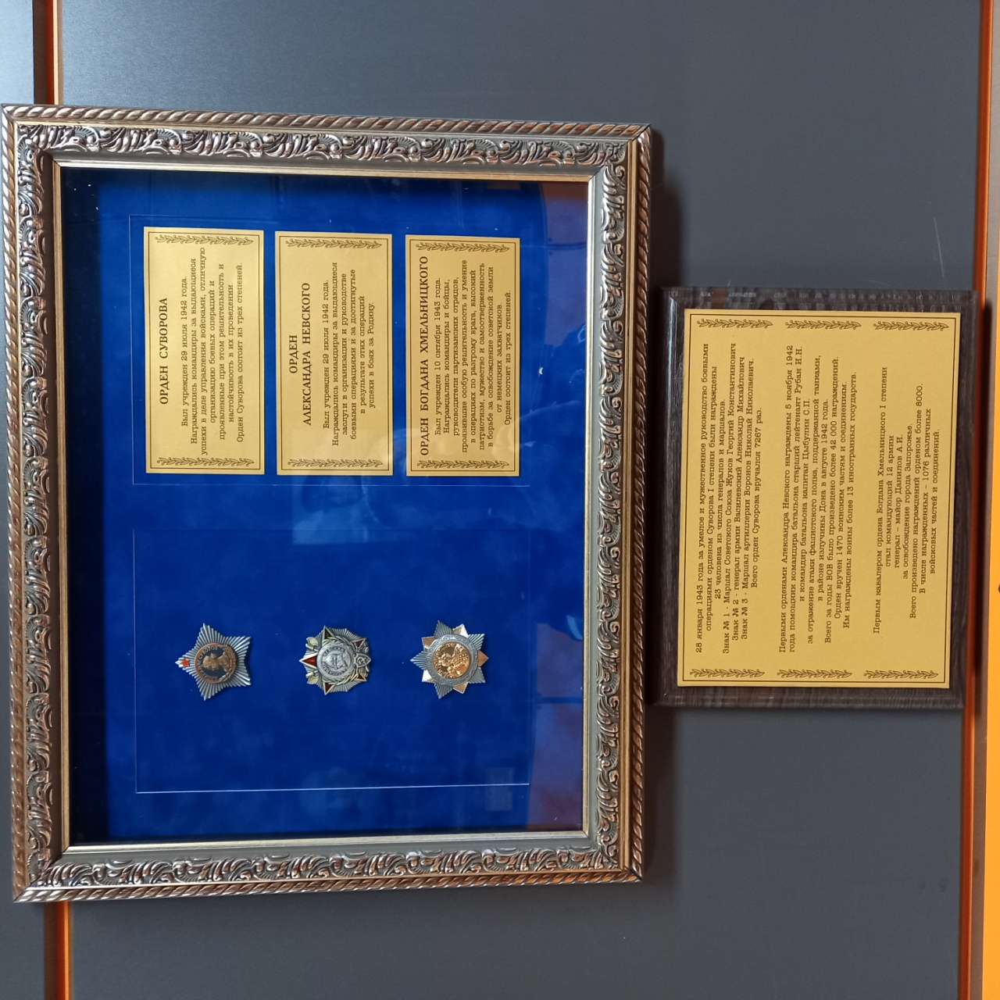 ОРДЕН СУВОРОВА
Был учрежден 29 июля 1942 года.
Награждались командиры за выдающиеся
успехи в деле управления войсками, отличную
организацию боевых операций и
проявленные при этом решительность и
настойчивость в их проведении.
Орден Суворова состоит из трех степеней.
ОРДЕН
АЛЕКСАНДРА НЕВСКОГО
Был учрежден 29 июля 1942 года.
Награждались командиры за выдающиеся
заслуги в организации и руководстве
боевыми операциями и за достигнутые
в результате этих операций
успехи в боях за Родину.
ОРДЕН БОГДАНА ХМЕЛЬНИЦКОГО
Был учрежден 10 октября 1943 года.
Награждались командиры и бойцы,
руководители партизанских отрядов,
проявившие особую решительность и умение
в операциях по разгрому врага, высокий
патриотизм, мужество и самоотверженность
в борьбе за освобождение советской земли
от немецких захватчиков.
Орден состоит из трех степеней.
28 января 1943 года за умелое и мужественное руководство боевыми
операциями орденом Суворова I степени были награждены
23 человека из числа генералов и маршалов.
Знак № 1 - Маршал Советского Союза Жуков Георгий Константинович
Знак № 2 - генерал армии Василевский Александр Михайлович
Знак № 3 - Маршал артиллерии Воронов Николай Николаевич.
Всего орден Суворова вручался 7267 раз.
Первыми орденами Александра Невского награждены 5 ноября 1942
года помощник командира батальона старший лейтенант Рубан И.Н.
и командир батальона капитан Цыбулин С.П.
за отражение атаки фашистского полка, поддержанной танками,
в районе излучины Дона в августе 1942 года.
Всего за годы ВОВ было произведено более 42 000 награждений.
Орден вручен 1470 воинским частям и соединениям.
Им награждены воины более 13 иностранных государств.
Первым кавалером ордена Богдана Хмельницкого I степени
стал командующий 12 армии
генерал – майор Данилов А.И.
за освобождение города Запорожье.
Всего произведено награждений орденом более 8000.
В числе награжденных – 1076 различных
войсковых частей и соединений.